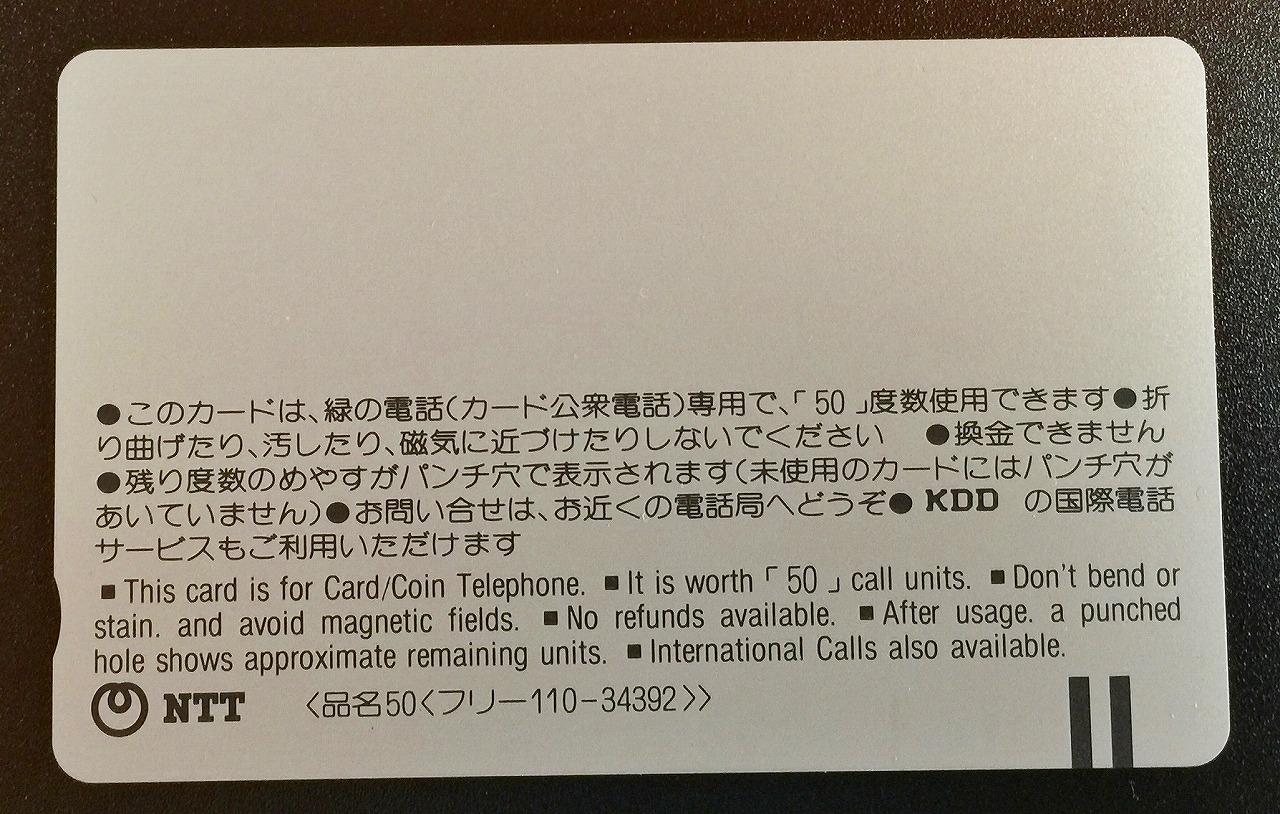 ●このカードは、緑の電話(カード公衆電話)専用で、「50」度数使用できます●折
り曲げたり、汚したり、磁気に近づけたりしないでください　●換金できません
●残り度数のめやすがパンチ穴で表示されます(未使用のカードにはパンチ穴が
あいていません)●お問い合せは、お近くの電話局へどうぞ● KDD の国際電話
サービスもご利用いただけます
■This card is for Card/Coin Telephone. ■It is worth「50」call units. ■Don't bend or
stain. and avoid magnetic fields. ■No refunds available. ■After usage. a punched
hole shows approximate remaining units. ■International Calls also available.
NTT 〈品名50〈フリー110-34392〉〉